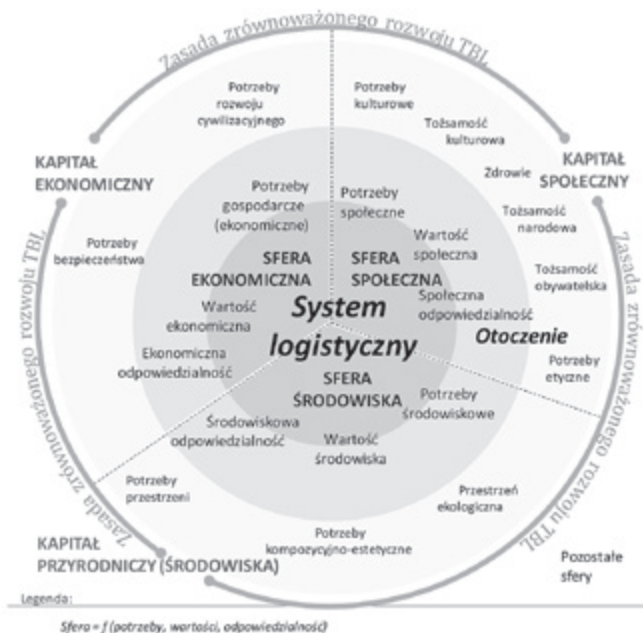 Zasada zrównoważonego rozwoju TBL
Potrzeby
rozwoju
cywilizacyjnego
Potrzeby
kulturowe
Tożsamość
kulturowa
KAPITAŁ
EKONOMICZNY
Zdrowie
KAPITAŁ
SPOŁECZNY
Potrzeby
gospodarcze
(ekonomiczne)
Potrzeby
społeczne
Tożsamość
narodowa
Potrzeby
bezpieczeństwa
SFERA
EKONOMICZNA
SFERA
SPOŁECZNA
Wartość
społeczna
Tożsamość
obywatelska
Wartość
ekonomiczna
System
logistyczny
Społeczna
odpowiedzialność
Otoczenie
Ekonomiczna
odpowiedzialność
Potrzeby
etyczne
SFERA
ŚRODOWISKA
Potrzeby
środowiskowe
Środowiskowa
odpowiedzialność
Wartość
środowiska
Potrzeby
przestrzeni
Przestrzeń
ekologiczna
Potrzeby
kompozycyjno-estetyczne
Zasada zrównoważonego rozwoju TBL
Zasada zrównoważonego rozwoju TBL
KAPITAŁ
PRZYRODNICZY (ŚRODOWISKA)
Pozostałe
sfery
Legenda:
Sfera = f (potrzeby, wartości, odpowiedzialność)